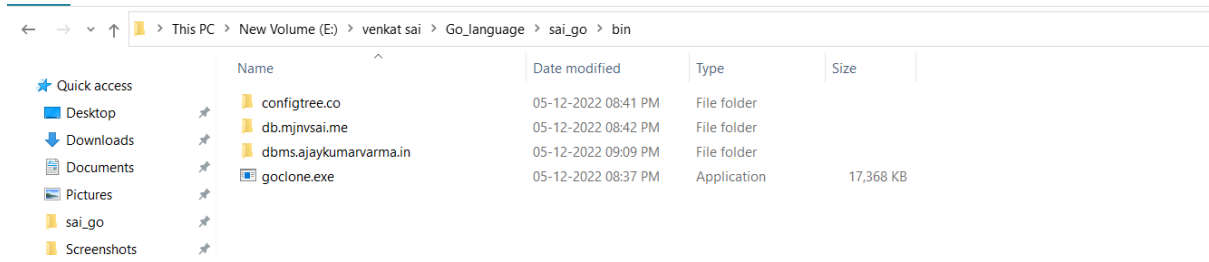 This PC > New Volume (E:) > venkat sai > Go_language > sai_go > bin
Quick access
Desktop
Downloads
Documents
Pictures
sai_go
Screenshots
Name Date modified Type Size
configtree.co 05-12-2022 08:41 PM File folder
db.mjnvsai.me 05-12-2022 08:42 PM File folder
dbms.ajaykumarvarma.in 05-12-2022 09:09 PM File folder
goclone.exe 05-12-2022 08:37 PM Application 17,368 KB